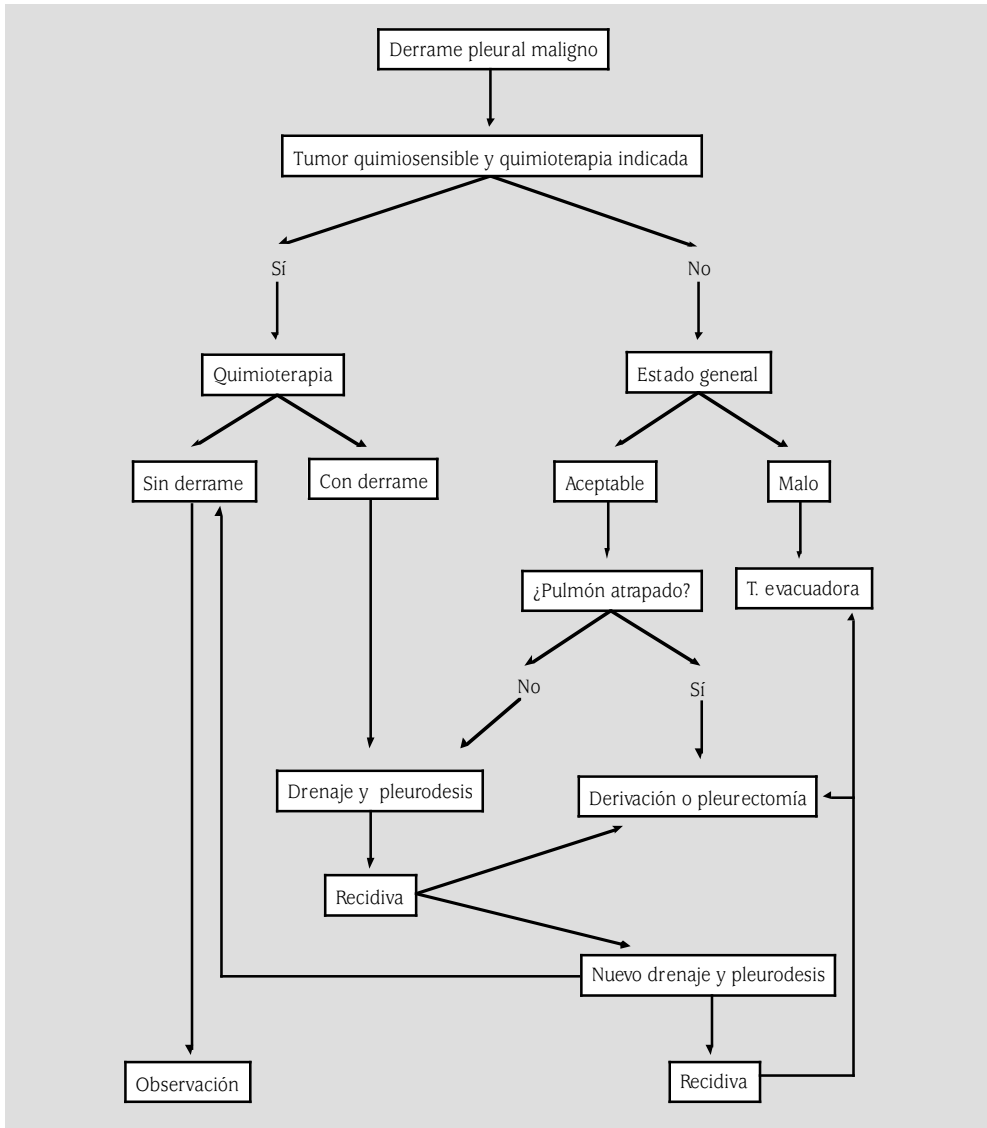 Derrame pleural maligno
Tumor quimiosensible y quimioterapia indicada
Sí
No
Quimioterapia
Estado general
Sin derrame
Con derrame
Aceptable
Malo
¿Pulmón atrapado?
T. evacuadora
No
Sí
Drenaje y pleurodesis
Derivación o pleurectomía
Recidiva
Nuevo drenaje y pleurodesis
Observación
Recidiva